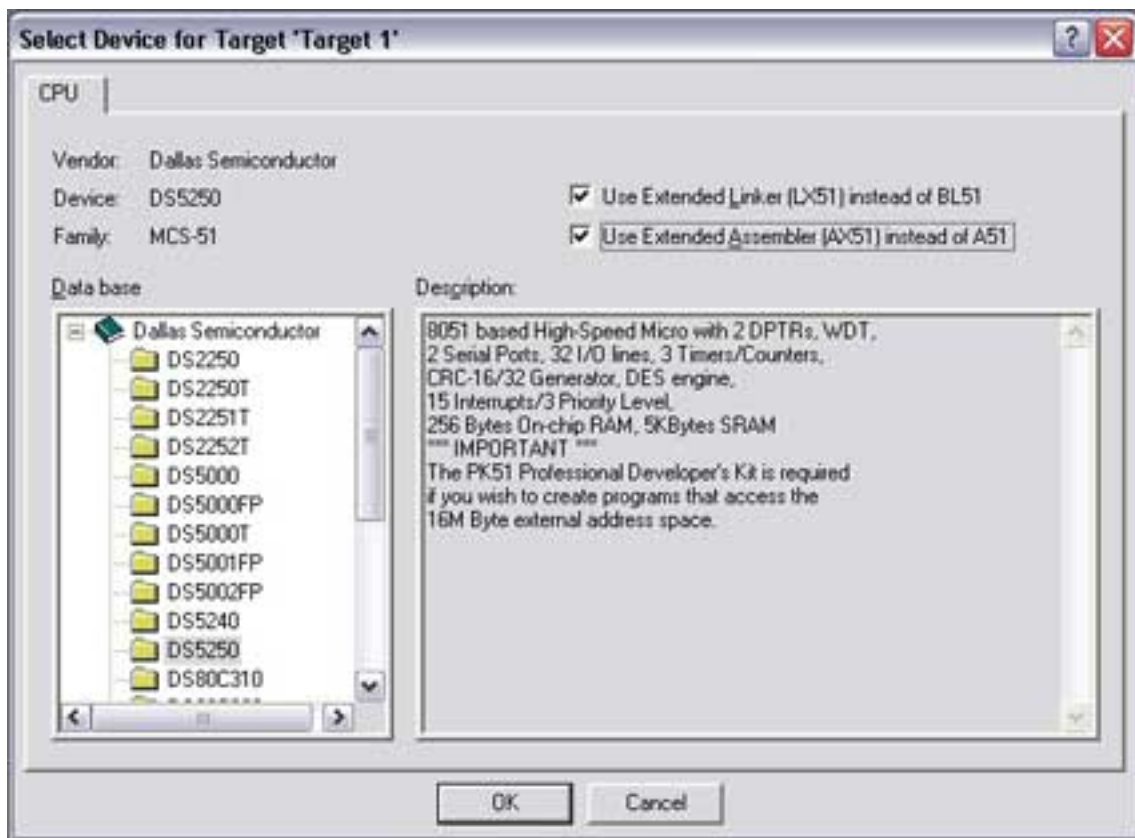 Select Device for Target 'Target 1'
CPU
Vendor: Dallas Semiconductor
Device: DS5250
Family: MCS-51
Use Extended Linker (LX51) instead of BL51
Use Extended Assembler (AX51) instead of A51
Data base
Dallas Semiconductor
DS2250
DS2250T
DS2251T
DS2252T
DS5000
DS5000FP
DS5000T
DS5001FP
DS5002FP
DS5240
DS5250
DS80C310
Description:
8051 based High-Speed Micro with 2 DPTRs, WDT,
2 Serial Ports, 32 I/O lines, 3 Timers/Counters,
CRC-16/32 Generator, DES engine,
15 Interrupts/3 Priority Level,
256 Bytes On-chip RAM, 5KBytes SRAM
*** IMPORTANT ***
The PK51 Professional Developer's Kit is required
if you wish to create programs that access the
16M Byte external address space.
OK
Cancel